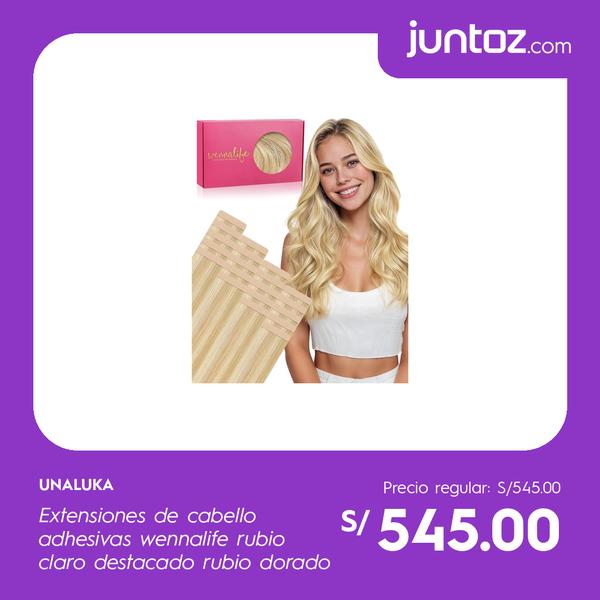 juntoz.com
wennalife
UNALUKA
Extensiones de cabello
adhesivas wennalife rubio
claro destacado rubio dorado
Precio regular: S/545.00
S/ 545.00